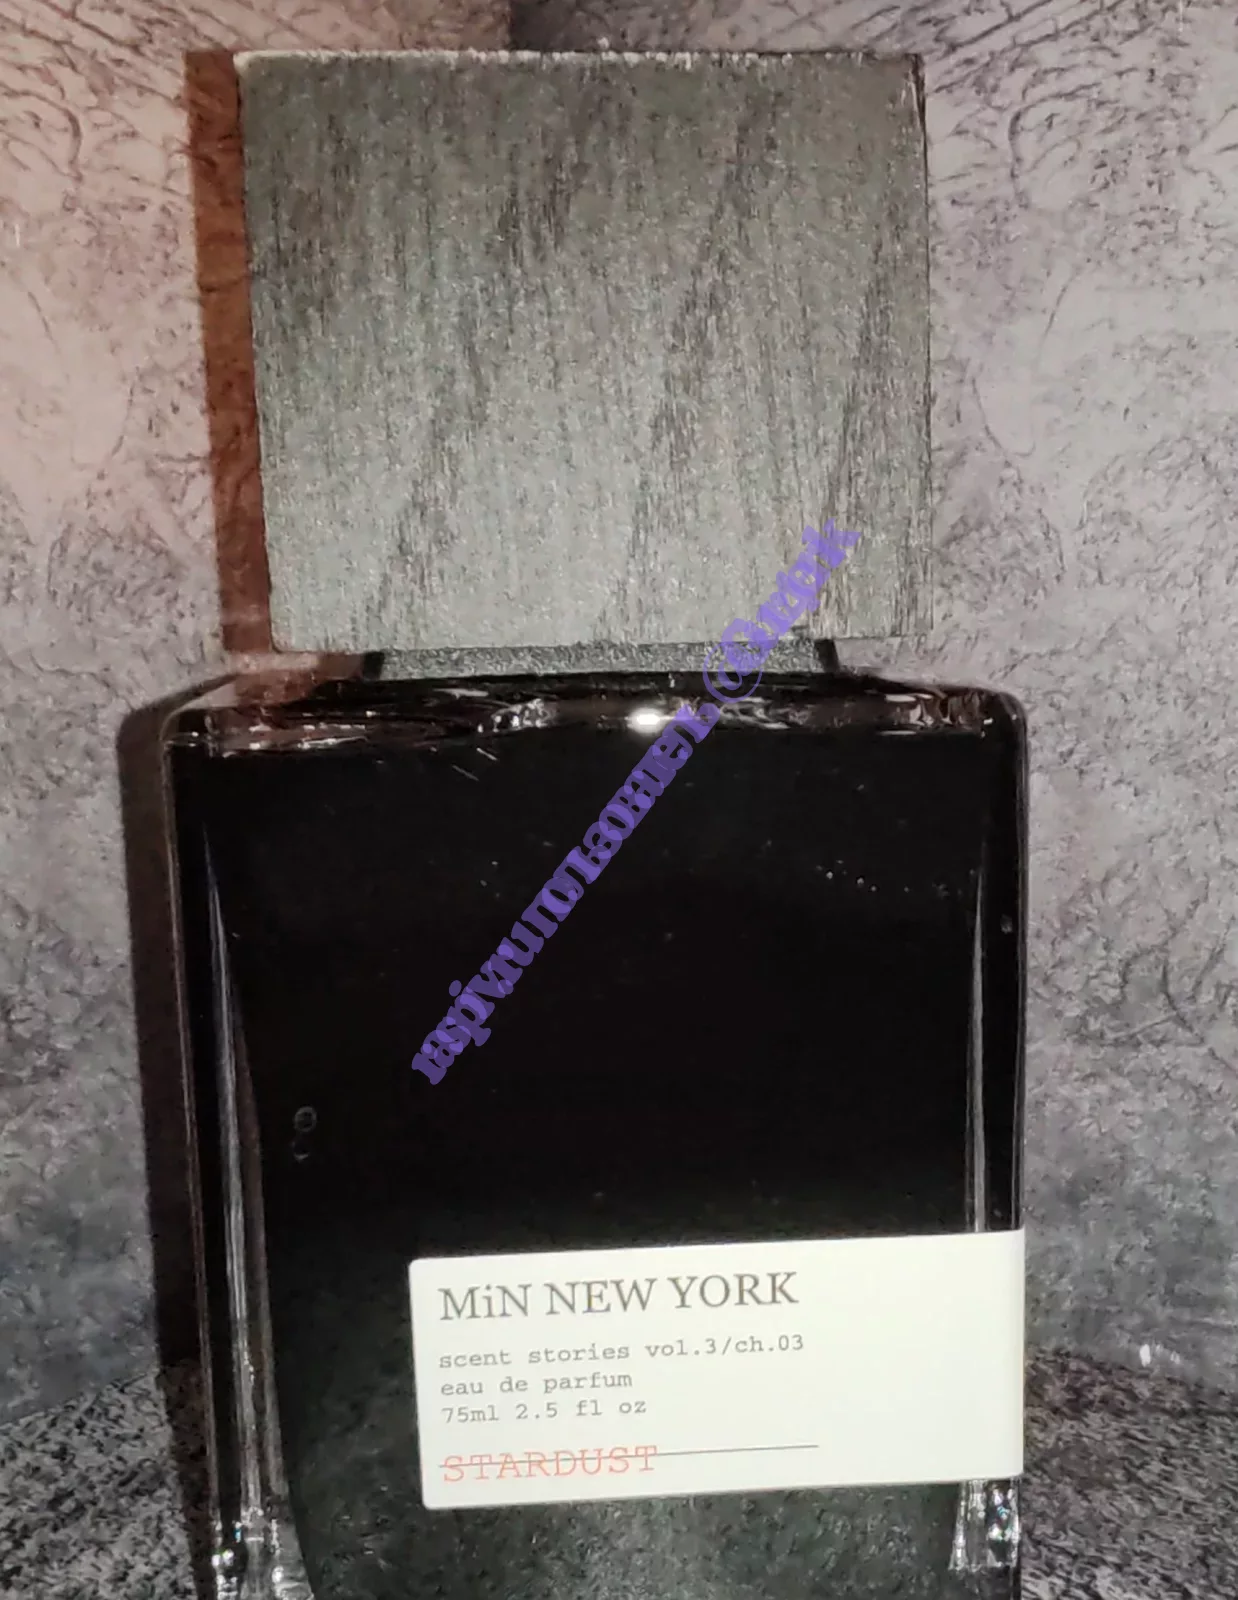 MiN NEW YORK
scent stories vol.3/ch.03
eau de parfum
75ml 2.5 fl oz
STARDUST